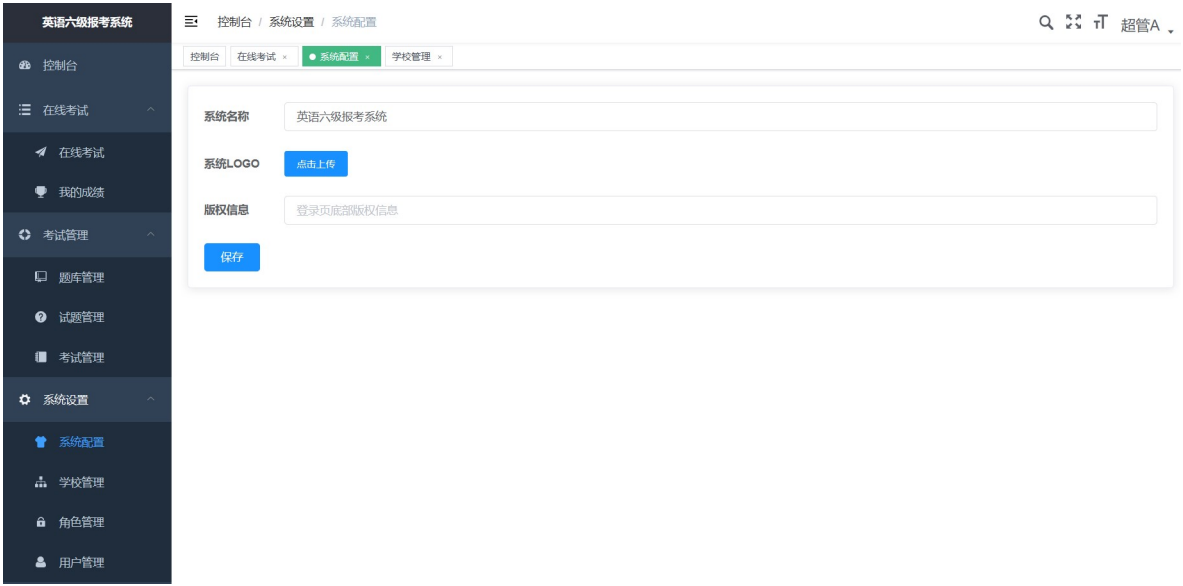 英语六级报考系统
控制台 / 系统设置 / 系统配置
超管A
控制台
在线考试 ×
系统配置 ×
学校管理 ×
控制台
在线考试
在线考试
我的成绩
考试管理
题库管理
试题管理
考试管理
系统设置
系统配置
学校管理
角色管理
用户管理
系统名称 英语六级报考系统
系统LOGO 点击上传
版权信息 登录页底部版权信息
保存